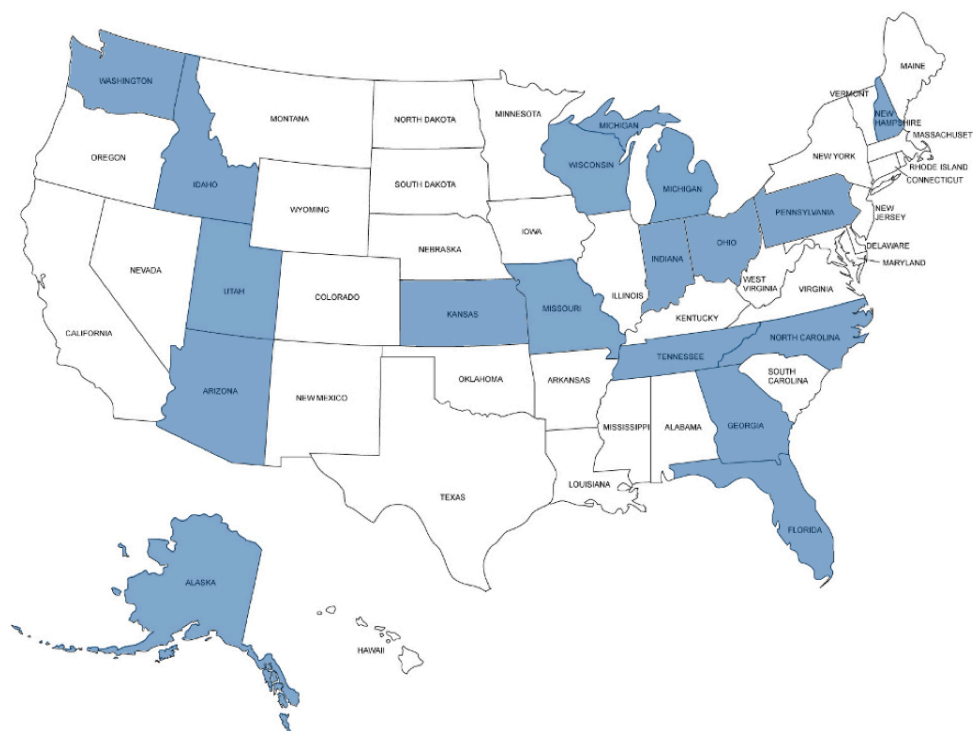 MAINE
WASHINGTON
VERMONT
MONTANA
NORTH DAKOTA
MINNESOTA
NEW
HAMPSHIRE
MICHIGAN
MASSACHUSET
OREGON
WISCONSIN
NEW YORK
RHODE ISLAND
CONNECTICUT
IDAHO
SOUTH DAKOTA
MICHIGAN
WYOMING
PENNSYLVANIA
NEW
JERSEY
IOWA
NEBRASKA
OHIO
DELAWARE
INDIANA
MARYLAND
NEVADA
UTAH
COLORADO
ILLINOIS
WEST
VIRGINIA
VIRGINIA
KANSAS
MISSOURI
KENTUCKY
CALIFORNIA
NORTH CAROLINA
TENNESSEE
SOUTH
CAROLINA
OKLAHOMA
ARKANSAS
ARIZONA
NEW MEXICO
MISSISSIPPI
ALABAMA
GEORGIA
LOUISIANA
TEXAS
FLORIDA
ALASKA
HAWAII